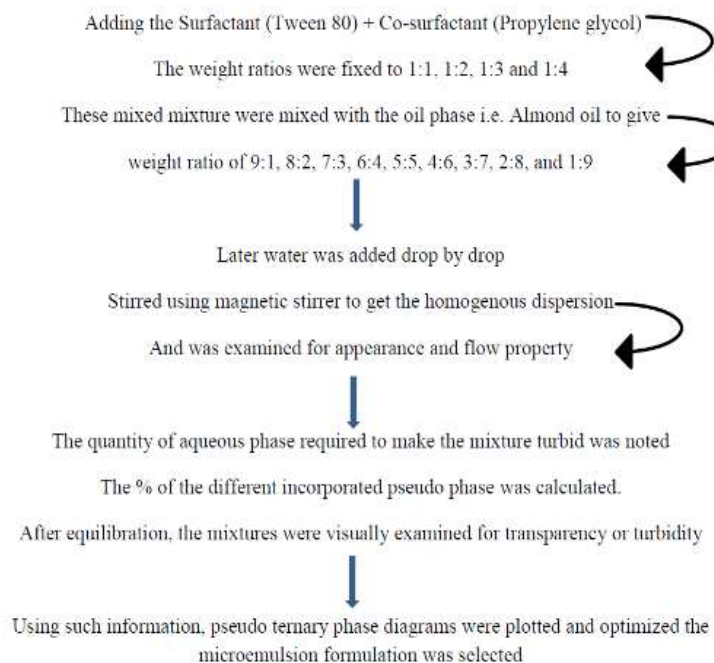 Adding the Surfactant (Tween 80) + Co-surfactant (Propylene glycol)
The weight ratios were fixed to 1:1, 1:2, 1:3 and 1:4
These mixed mixture were mixed with the oil phase i.e. Almond oil to give
weight ratio of 9:1, 8:2, 7:3, 6:4, 5:5, 4:6, 3:7, 2:8, and 1:9
Later water was added drop by drop
Stirred using magnetic stirrer to get the homogenous dispersion
And was examined for appearance and flow property
The quantity of aqueous phase required to make the mixture turbid was noted
The % of the different incorporated pseudo phase was calculated.
After equilibration, the mixtures were visually examined for transparency or turbidity
Using such information, pseudo ternary phase diagrams were plotted and optimized the
microemulsion formulation was selected